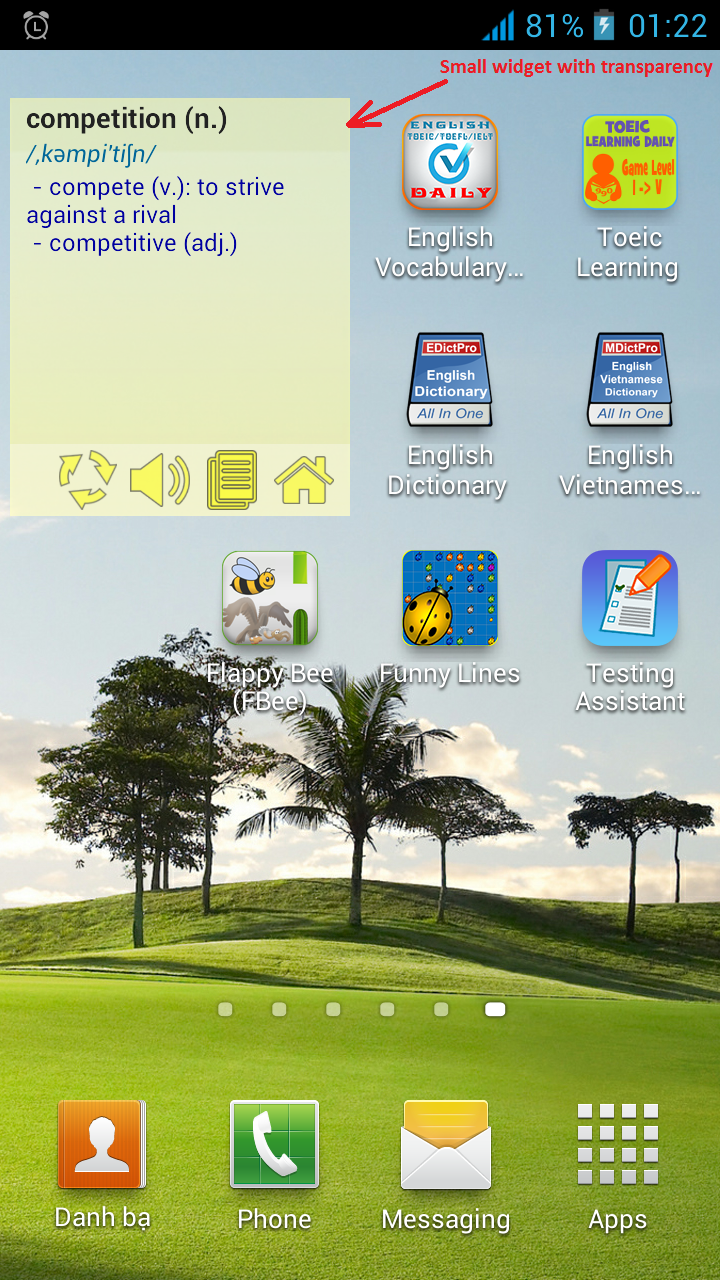 81% 01:22
Small widget with transparency
competition (n.)
/,kəmpi'tiʃn/
- compete (v.): to strive
against a rival
- competitive (adj.)
ENGLISH
TOEIC/TOEFL/IELT
DAILY
English
Vocabulary...
TOEIC
LEARNING DAILY
Game Level
I -> V
Toeic
Learning
EDictPro
English
Dictionary
All In One
English
Dictionary
MDictPro
English
Vietnamese
Dictionary
All In One
English
Vietnames...
Flappy Bee
(FBee)
Funny Lines
Testing
Assistant
Danh bạ
Phone
Messaging
Apps